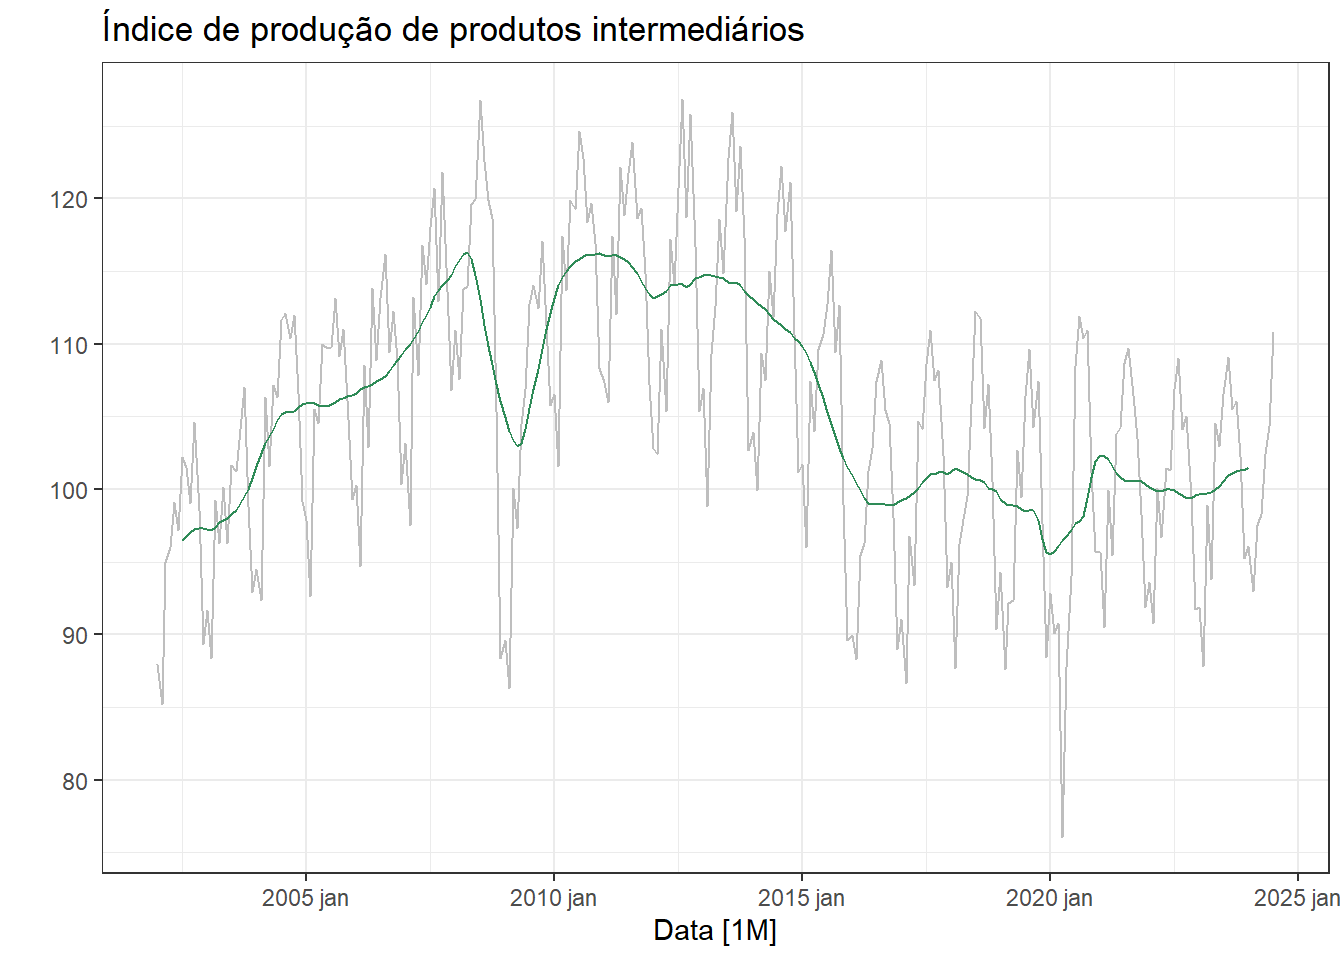 Índice de produção de produtos intermediários
120
110
100
90
80
2005 jan 2010 jan 2015 jan 2020 jan 2025 jan
Data [1M]